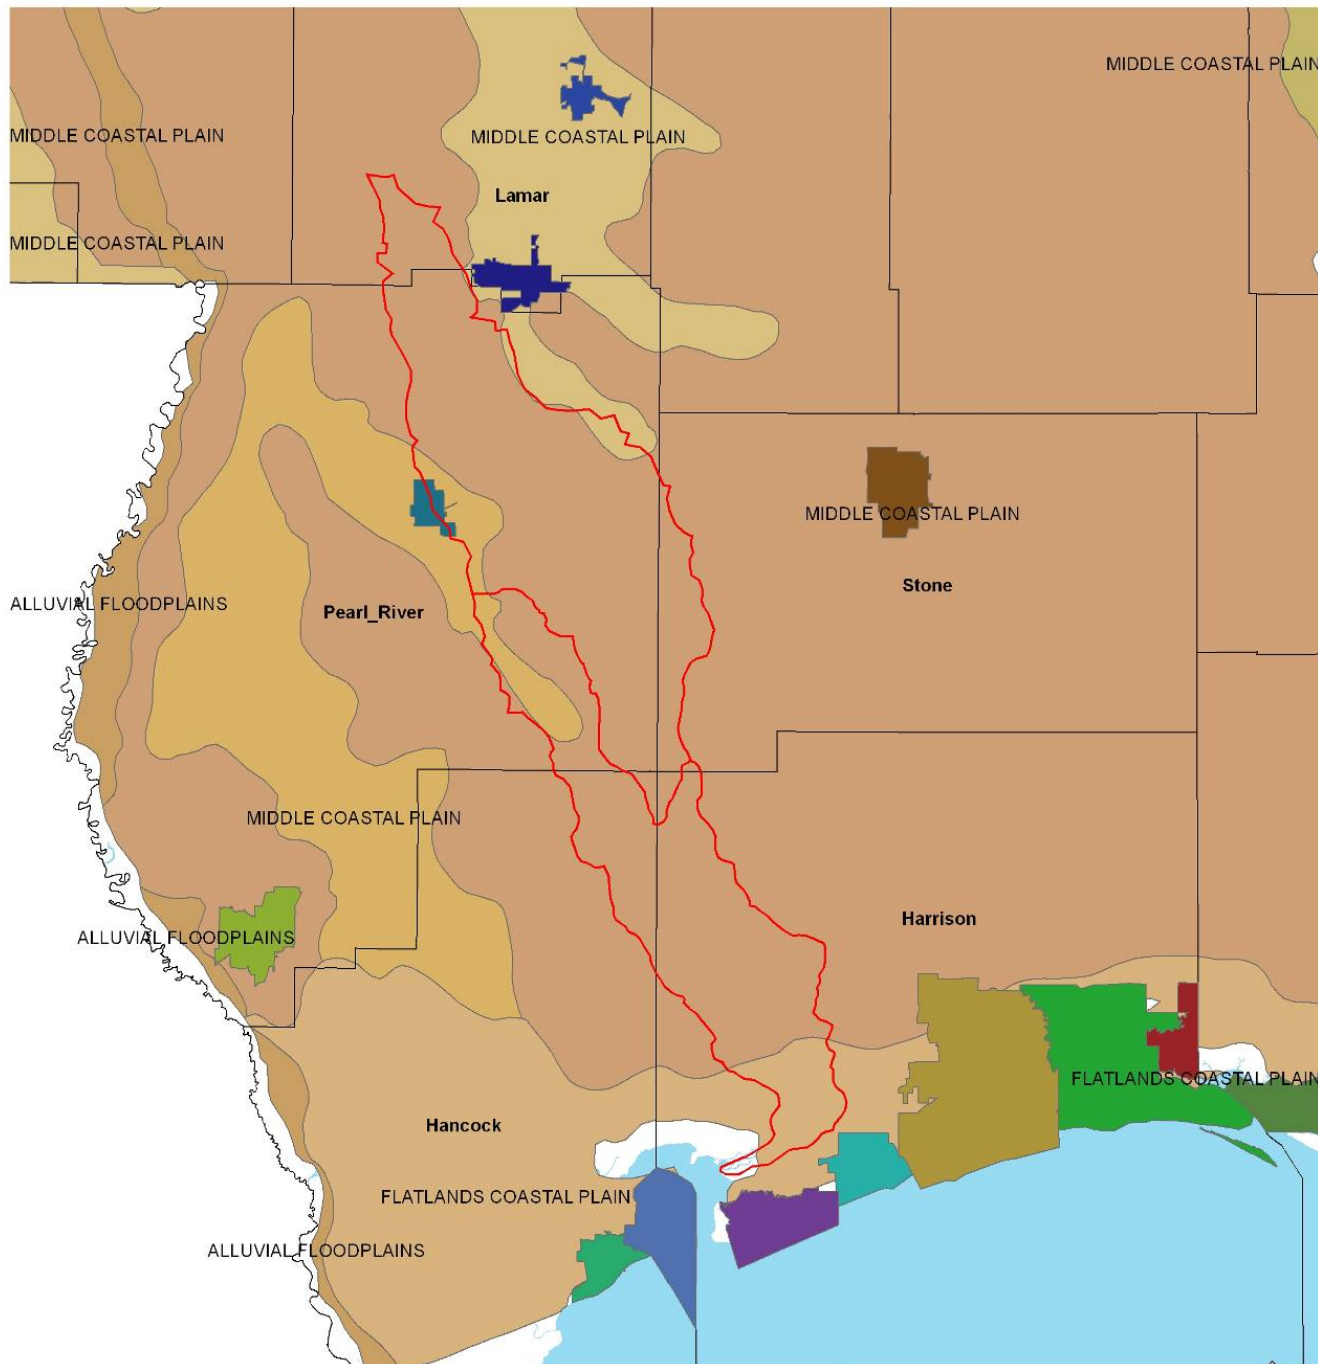 MIDDLE COASTAL PLAIN
MIDDLE COASTAL PLAIN
MIDDLE COASTAL PLAIN
Lamar
MIDDLE COASTAL PLAIN
MIDDLE COASTAL PLAIN
Stone
ALLUVIAL FLOODPLAINS
Pearl_River
MIDDLE COASTAL PLAIN
Harrison
ALLUVIAL FLOODPLAINS
FLATLANDS COASTAL PLAIN
Hancock
FLATLANDS COASTAL PLAIN
ALLUVIAL FLOODPLAINS